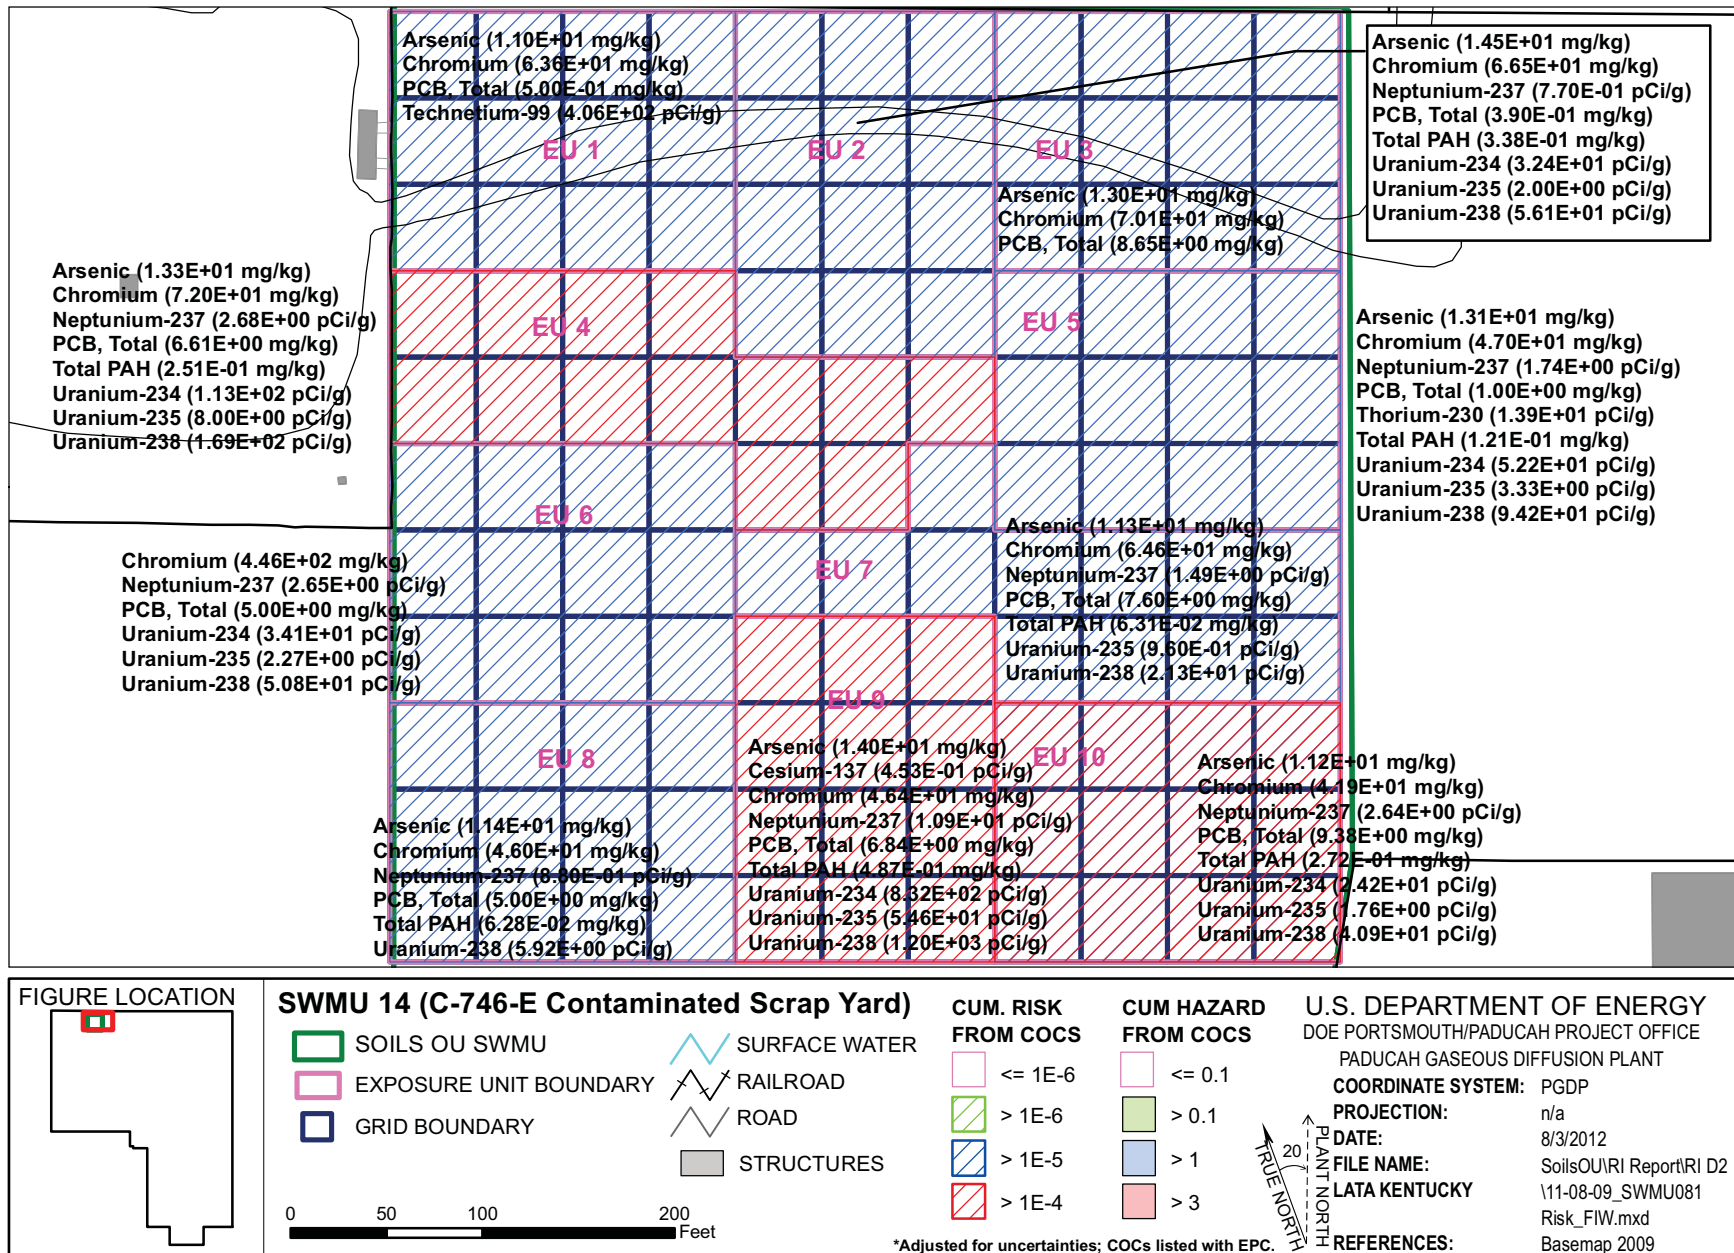 Arsenic (1.10E+01 mg/kg)
Chromium (6.36E+01 mg/kg)
PCB, Total (5.00E-01 mg/kg)
Technetium-99 (4.06E+02 pCi/g)
EU 1
EU 2
EU 3
Arsenic (1.45E+01 mg/kg)
Chromium (6.65E+01 mg/kg)
Neptunium-237 (7.70E-01 pCi/g)
PCB, Total (3.90E-01 mg/kg)
Total PAH (3.38E-01 mg/kg)
Uranium-234 (3.24E+01 pCi/g)
Uranium-235 (2.00E+00 pCi/g)
Uranium-238 (5.61E+01 pCi/g)
Arsenic (1.30E+01 mg/kg)
Chromium (7.01E+01 mg/kg)
PCB, Total (8.65E+00 mg/kg)
Arsenic (1.33E+01 mg/kg)
Chromium (7.20E+01 mg/kg)
Neptunium-237 (2.68E+00 pCi/g)
PCB, Total (6.61E+00 mg/kg)
Total PAH (2.51E-01 mg/kg)
Uranium-234 (1.13E+02 pCi/g)
Uranium-235 (8.00E+00 pCi/g)
Uranium-238 (1.69E+02 pCi/g)
EU 4
EU 5
Arsenic (1.31E+01 mg/kg)
Chromium (4.70E+01 mg/kg)
Neptunium-237 (1.74E+00 pCi/g)
PCB, Total (1.00E+00 mg/kg)
Thorium-230 (1.39E+01 pCi/g)
Total PAH (1.21E-01 mg/kg)
Uranium-234 (5.22E+01 pCi/g)
Uranium-235 (3.33E+00 pCi/g)
Uranium-238 (9.42E+01 pCi/g)
EU 6
EU 7
Chromium (4.46E+02 mg/kg)
Neptunium-237 (2.65E+00 pCi/g)
PCB, Total (5.00E+00 mg/kg)
Uranium-234 (3.41E+01 pCi/g)
Uranium-235 (2.27E+00 pCi/g)
Uranium-238 (5.08E+01 pCi/g)
Arsenic (1.13E+01 mg/kg)
Chromium (6.46E+01 mg/kg)
Neptunium-237 (1.49E+00 pCi/g)
PCB, Total (7.60E+00 mg/kg)
Total PAH (6.31E-02 mg/kg)
Uranium-235 (9.60E-01 pCi/g)
Uranium-238 (2.13E+01 pCi/g)
EU 8
EU 9
EU 10
Arsenic (1.14E+01 mg/kg)
Chromium (4.60E+01 mg/kg)
Neptunium-237 (8.80E-01 pCi/g)
PCB, Total (5.00E+00 mg/kg)
Total PAH (6.28E-02 mg/kg)
Uranium-238 (5.92E+00 pCi/g)
Arsenic (1.40E+01 mg/kg)
Cesium-137 (4.53E-01 pCi/g)
Chromium (4.64E+01 mg/kg)
Neptunium-237 (1.09E+01 pCi/g)
PCB, Total (6.84E+00 mg/kg)
Total PAH (4.87E-01 mg/kg)
Uranium-234 (8.32E+02 pCi/g)
Uranium-235 (5.46E+01 pCi/g)
Uranium-238 (1.20E+03 pCi/g)
Arsenic (1.12E+01 mg/kg)
Chromium (4.19E+01 mg/kg)
Neptunium-237 (2.64E+00 pCi/g)
PCB, Total (9.38E+00 mg/kg)
Total PAH (2.72E-01 mg/kg)
Uranium-234 (2.42E+01 pCi/g)
Uranium-235 (1.76E+00 pCi/g)
Uranium-238 (4.09E+01 pCi/g)
FIGURE LOCATION
SWMU 14 (C-746-E Contaminated Scrap Yard)
SOILS OU SWMU
EXPOSURE UNIT BOUNDARY
GRID BOUNDARY
SURFACE WATER
RAILROAD
ROAD
STRUCTURES
0 50 100 200
Feet
CUM. RISK
FROM COCS
<= 1E-6
> 1E-6
> 1E-5
> 1E-4
CUM HAZARD
FROM COCS
<= 0.1
> 0.1
> 1
> 3
*Adjusted for uncertainties; COCs listed with EPC.
TRUE NORTH
20
PLANT NORTH
U.S. DEPARTMENT OF ENERGY
DOE PORTSMOUTH/PADUCAH PROJECT OFFICE
PADUCAH GASEOUS DIFFUSION PLANT
COORDINATE SYSTEM: PGDP
PROJECTION: n/a
DATE: 8/3/2012
FILE NAME: SoilsOU\RI Report\RI D2
LATA KENTUCKY \11-08-09_SWMU081
Risk_FIW.mxd
REFERENCES: Basemap 2009